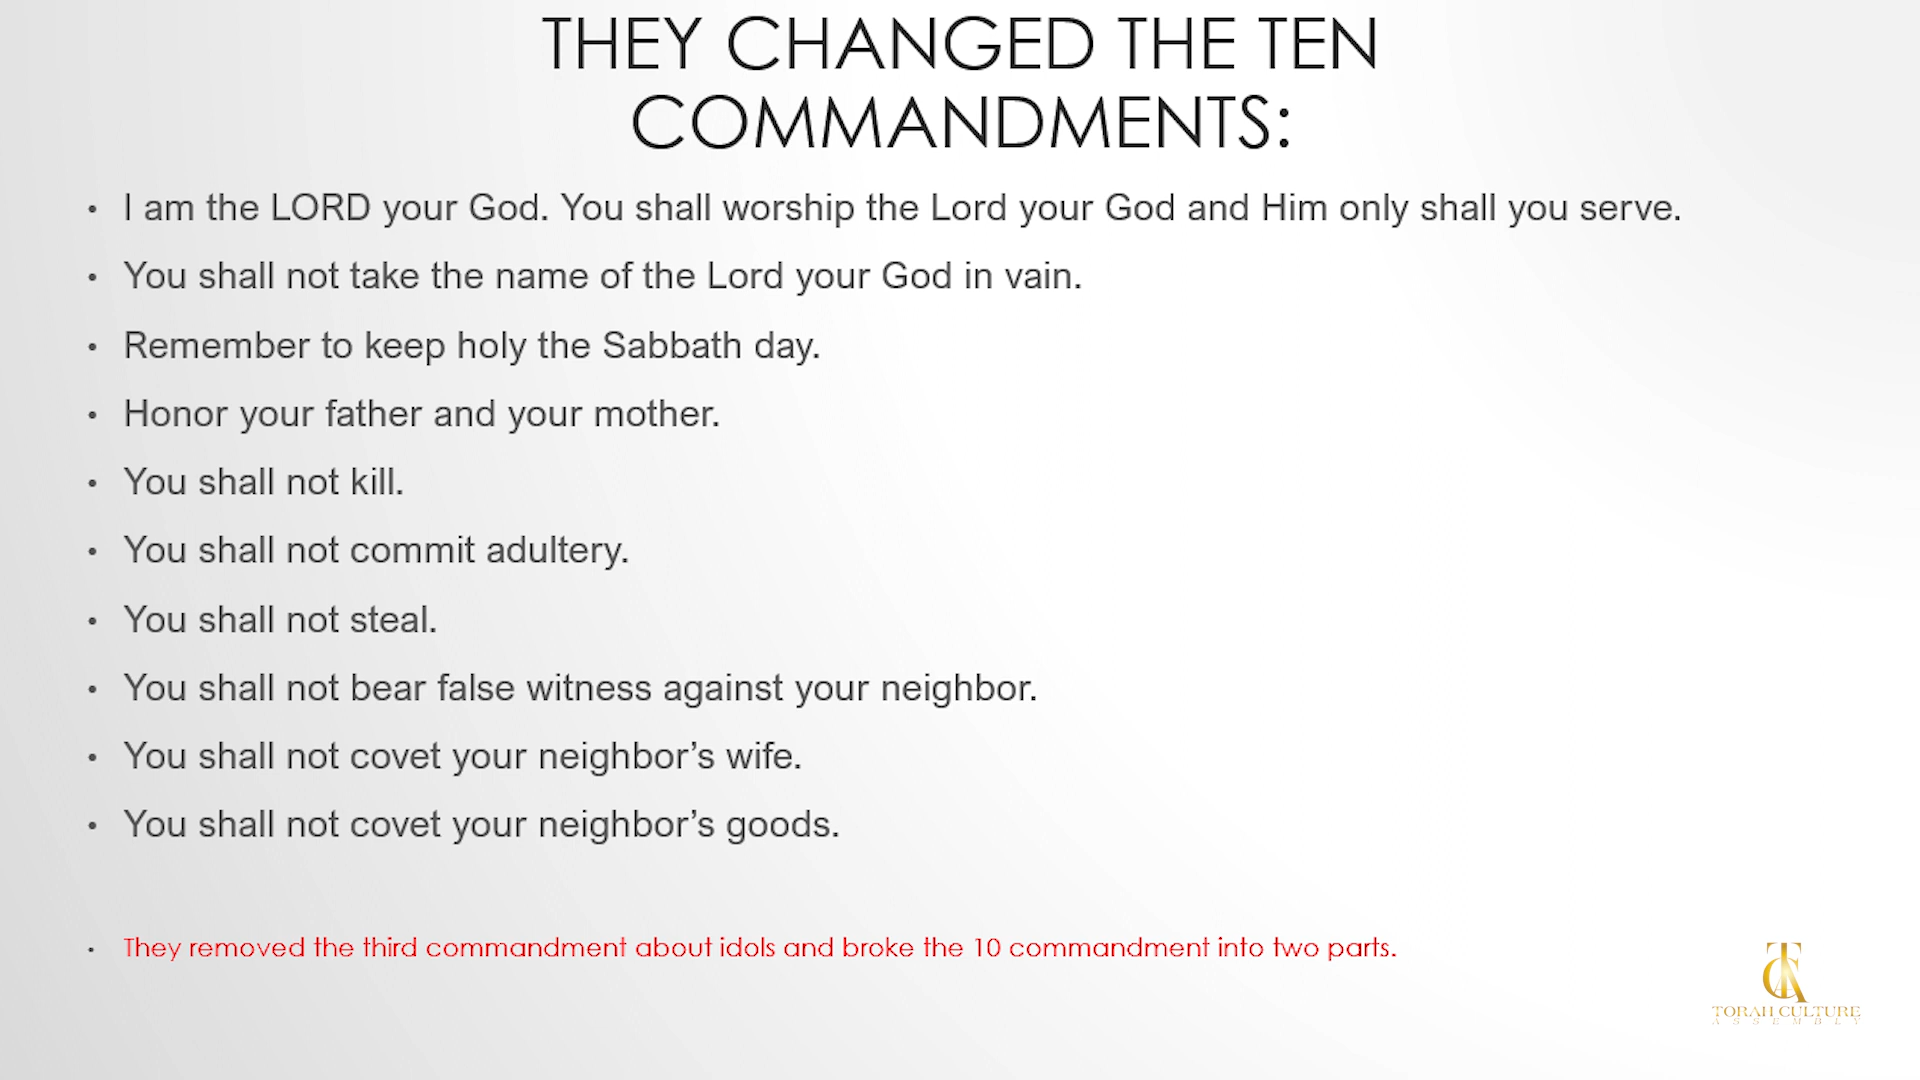 THEY CHANGED THE TEN
COMMANDMENTS:
• I am the LORD your God. You shall worship the Lord your God and Him only shall you serve.
• You shall not take the name of the Lord your God in vain.
• Remember to keep holy the Sabbath day.
• Honor your father and your mother.
• You shall not kill.
• You shall not commit adultery.
• You shall not steal.
• You shall not bear false witness against your neighbor.
• You shall not covet your neighbor’s wife.
• You shall not covet your neighbor’s goods.
• They removed the third commandment about idols and broke the 10 commandment into two parts.
TORAH CULTURE
ASSEMBLY